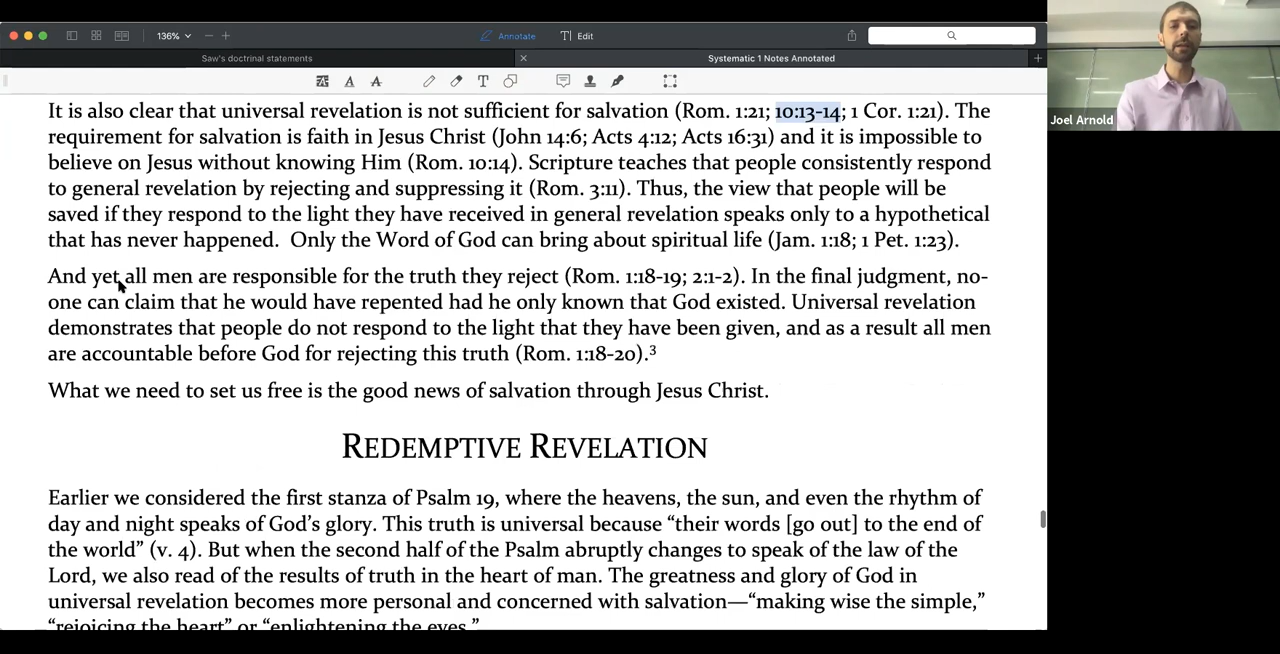 136%
Annotate
Edit
Saw's doctrinal statements
Systematic 1 Notes Annotated
Joel Arnold
It is also clear that universal revelation is not sufficient for salvation (Rom. 1:21; 10:13-14; 1 Cor. 1:21). The
requirement for salvation is faith in Jesus Christ (John 14:6; Acts 4:12; Acts 16:31) and it is impossible to
believe on Jesus without knowing Him (Rom. 10:14). Scripture teaches that people consistently respond
to general revelation by rejecting and suppressing it (Rom. 3:11). Thus, the view that people will be
saved if they respond to the light they have received in general revelation speaks only to a hypothetical
that has never happened.  Only the Word of God can bring about spiritual life (Jam. 1:18; 1 Pet. 1:23).
And yet all men are responsible for the truth they reject (Rom. 1:18-19; 2:1-2). In the final judgment, no-
one can claim that he would have repented had he only known that God existed. Universal revelation
demonstrates that people do not respond to the light that they have been given, and as a result all men
are accountable before God for rejecting this truth (Rom. 1:18-20).³
What we need to set us free is the good news of salvation through Jesus Christ.
REDEMPTIVE REVELATION
Earlier we considered the first stanza of Psalm 19, where the heavens, the sun, and even the rhythm of
day and night speaks of God's glory. This truth is universal because “their words [go out] to the end of
the world” (v. 4). But when the second half of the Psalm abruptly changes to speak of the law of the
Lord, we also read of the results of truth in the heart of man. The greatness and glory of God in
universal revelation becomes more personal and concerned with salvation—“making wise the simple,”
“rejoicing the heart” or “enlightening the eyes.”